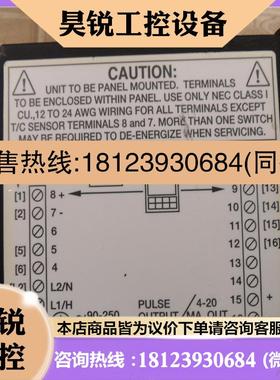 昊锐工控设备
CAUTION:
UNIT TO BE PANEL MOUNTED. TERMINALS
TO BE ENCLOSED WITHIN PANEL. USE ONLY NEC CLASS I
CU.,12 TO 24 AWG WIRING FOR ALL TERMINALS EXCEPT
T/C SENSOR TERMINALS 8 and 7. MORE THAN ONE SWITCH
MAY BE REQUIRED TO DE-ENERGIZE WHEN SERVICING.
售热线:18123930684(同
8 +
7 -
6
5
4
L2/N
L1/H
[5]
[6]
9
10
11
12
13
14
15
[13]
[16]
90-250
PULSE
OUTPUT
4-20
MA. OUT
锐
控
本店商品皆为议价下单请咨询客服
咨询热线 :18123930684 (微